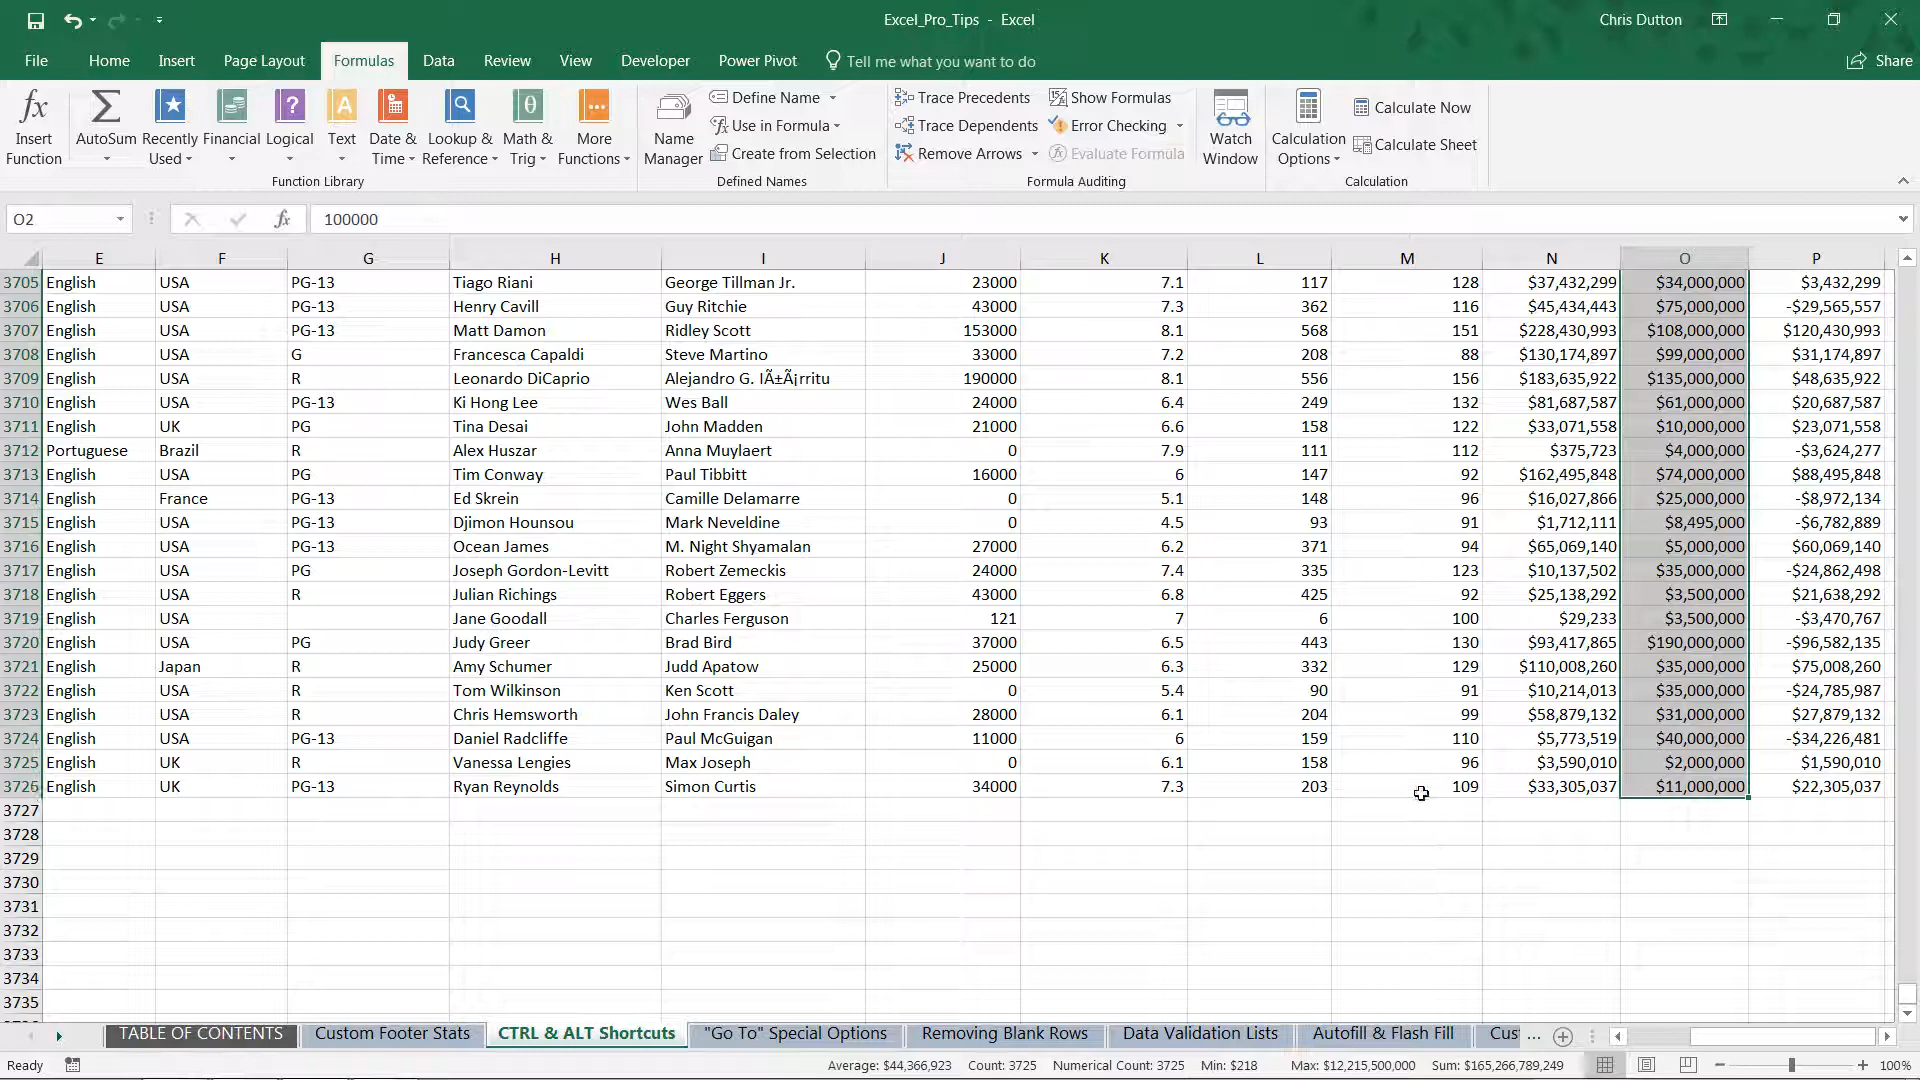 Excel_Pro_Tips - Excel
Chris Dutton
File Home Insert Page Layout Formulas Data Review View Developer Power Pivot Tell me what you want to do Share
fx Insert Function
AutoSum
Recently Used
Financial
Logical
Text
Date & Time
Lookup & Reference
Math & Trig
More Functions
Function Library
Name Manager
Define Name
Use in Formula
Create from Selection
Defined Names
Trace Precedents
Trace Dependents
Remove Arrows
Show Formulas
Error Checking
Evaluate Formula
Formula Auditing
Watch Window
Calculation Options
Calculate Now
Calculate Sheet
Calculation
O2 fx 100000
E F G H I J K L M N O P
3705 English USA PG-13 Tiago Riani George Tillman Jr. 23000 7.1 117 128 $37,432,299 $34,000,000 $3,432,299
3706 English USA PG-13 Henry Cavill Guy Ritchie 43000 7.3 362 116 $45,434,443 $75,000,000 -$29,565,557
3707 English USA PG-13 Matt Damon Ridley Scott 153000 8.1 568 151 $228,430,993 $108,000,000 $120,430,993
3708 English USA G Francesca Capaldi Steve Martino 33000 7.2 208 88 $130,174,897 $99,000,000 $31,174,897
3709 English USA R Leonardo DiCaprio Alejandro G. IÃ±Ã¡rritu 190000 8.1 556 156 $183,635,922 $135,000,000 $48,635,922
3710 English USA PG-13 Ki Hong Lee Wes Ball 24000 6.4 249 132 $81,687,587 $61,000,000 $20,687,587
3711 English UK PG Tina Desai John Madden 21000 6.6 158 122 $33,071,558 $10,000,000 $23,071,558
3712 Portuguese Brazil R Alex Huszar Anna Muylaert 0 7.9 111 112 $375,723 $4,000,000 -$3,624,277
3713 English USA PG Tim Conway Paul Tibbitt 16000 6 147 92 $162,495,848 $74,000,000 $88,495,848
3714 English France PG-13 Ed Skrein Camille Delamarre 0 5.1 148 96 $16,027,866 $25,000,000 -$8,972,134
3715 English USA PG-13 Djimon Hounsou Mark Neveldine 0 4.5 93 91 $1,712,111 $8,495,000 -$6,782,889
3716 English USA PG-13 Ocean James M. Night Shyamalan 27000 6.2 371 94 $65,069,140 $5,000,000 $60,069,140
3717 English USA PG Joseph Gordon-Levitt Robert Zemeckis 24000 7.4 335 123 $10,137,502 $35,000,000 -$24,862,498
3718 English USA R Julian Richings Robert Eggers 43000 6.8 425 92 $25,138,292 $3,500,000 $21,638,292
3719 English USA Jane Goodall Charles Ferguson 121 7 6 100 $29,233 $3,500,000 -$3,470,767
3720 English USA PG Judy Greer Brad Bird 37000 6.5 443 130 $93,417,865 $190,000,000 -$96,582,135
3721 English Japan R Amy Schumer Judd Apatow 25000 6.3 332 129 $110,008,260 $35,000,000 $75,008,260
3722 English USA R Tom Wilkinson Ken Scott 0 5.4 90 91 $10,214,013 $35,000,000 -$24,785,987
3723 English USA R Chris Hemsworth John Francis Daley 28000 6.1 204 99 $58,879,132 $31,000,000 $27,879,132
3724 English USA PG-13 Daniel Radcliffe Paul McGuigan 11000 6 159 110 $5,773,519 $40,000,000 -$34,226,481
3725 English UK R Vanessa Lengies Max Joseph 0 6.1 158 96 $3,590,010 $2,000,000 $1,590,010
3726 English UK PG-13 Ryan Reynolds Simon Curtis 34000 7.3 203 109 $33,305,037 $11,000,000 $22,305,037
3727
3728
3729
3730
3731
3732
3733
3734
3735
TABLE OF CONTENTS Custom Footer Stats CTRL & ALT Shortcuts "Go To" Special Options Removing Blank Rows Data Validation Lists Autofill & Flash Fill Cus ...
Ready Average: $44,366,923 Count: 3725 Numerical Count: 3725 Min: $218 Max: $12,215,500,000 Sum: $165,266,789,249 100%